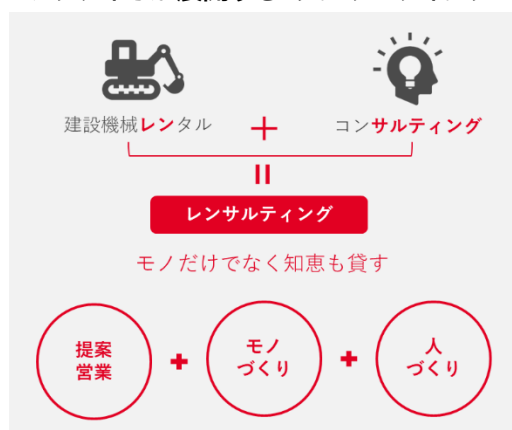 建設機械レンタル
+
コンサルティング
=
レンサルティング
モノだけでなく知恵も貸す
提案
営業
+
モノ
づくり
+
人
づくり